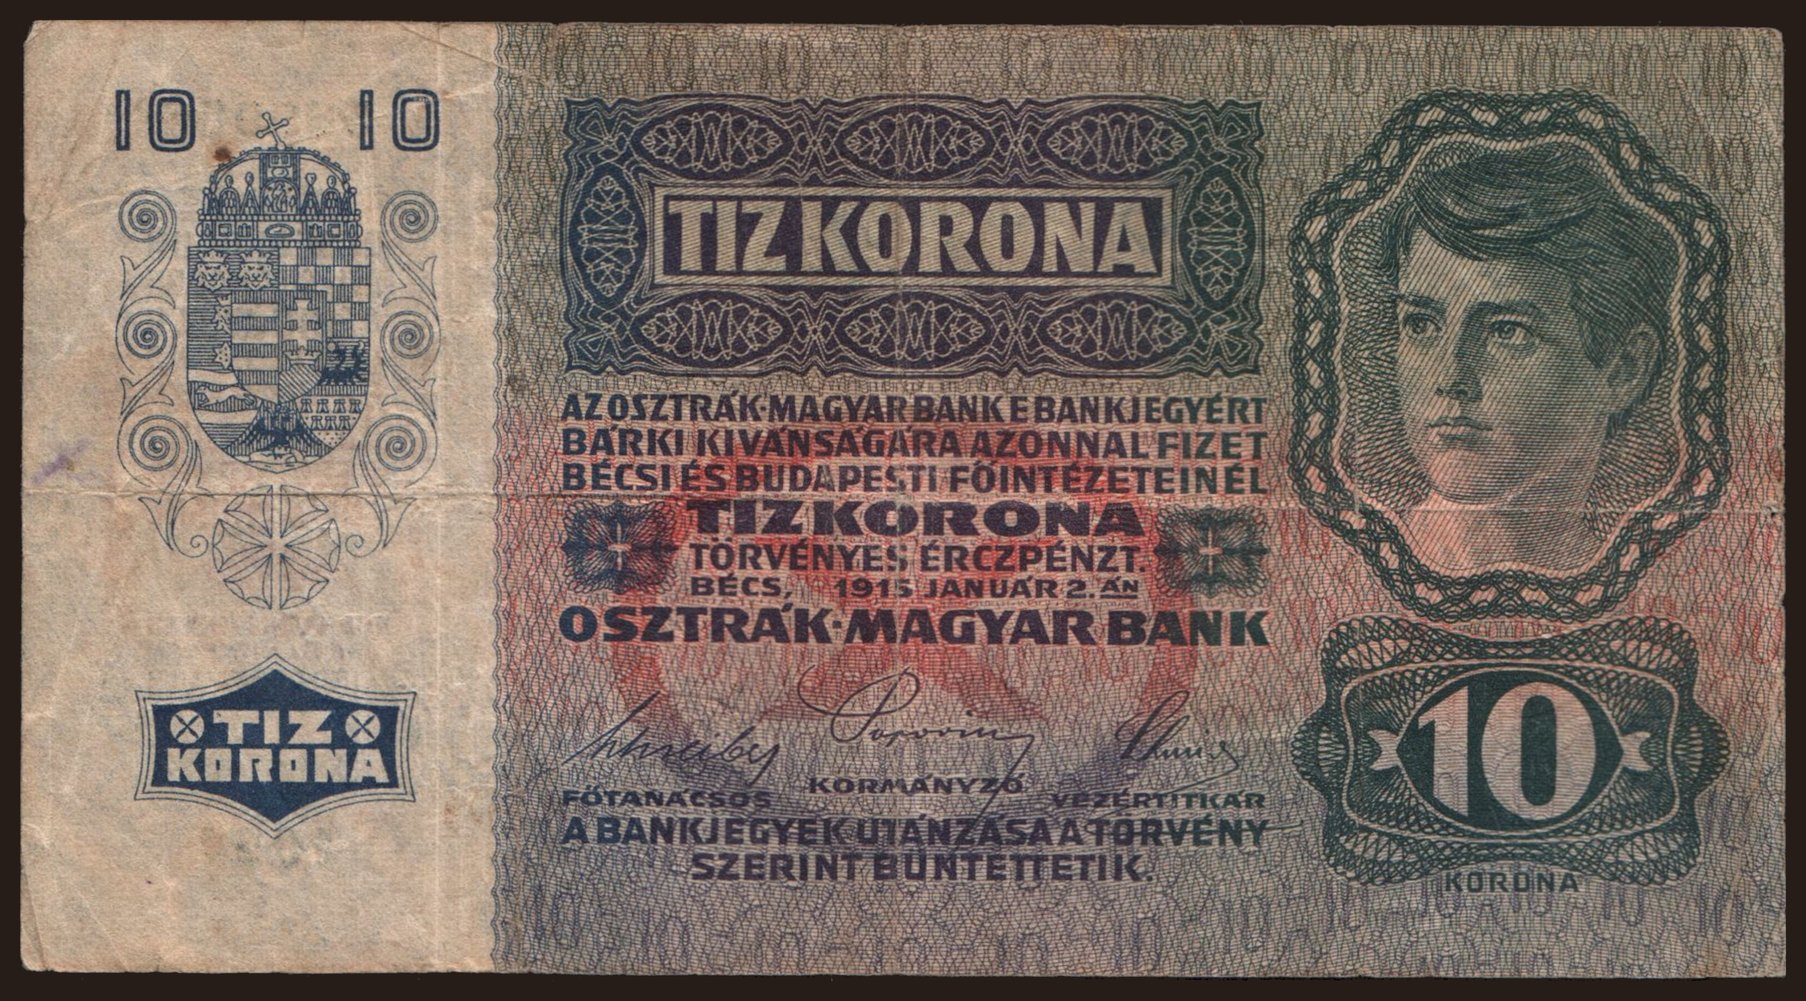 10 10
TIZ KORONA
TIZ KORONA
AZ OSZTRÁK-MAGYAR BANK E BANKJEGYÉRT
BÁRKI KIVÁNSÁGÁRA AZONNAL FIZET
BÉCSI ÉS BUDAPESTI FŐINTÉZETEINÉL
TIZ KORONA
TÖRVÉNYES ÉRCZPÉNZT.
BÉCS, 1915 JANUÁR 2.ÁN
OSZTRÁK-MAGYAR BANK
KORMÁNYZÓ
FŐTANÁCSOS VEZÉRTITKÁR
A BANKJEGYEK UTÁNZÁSA A TÖRVÉNY
SZERINT BÜNTETTETIK.
10
KORONA